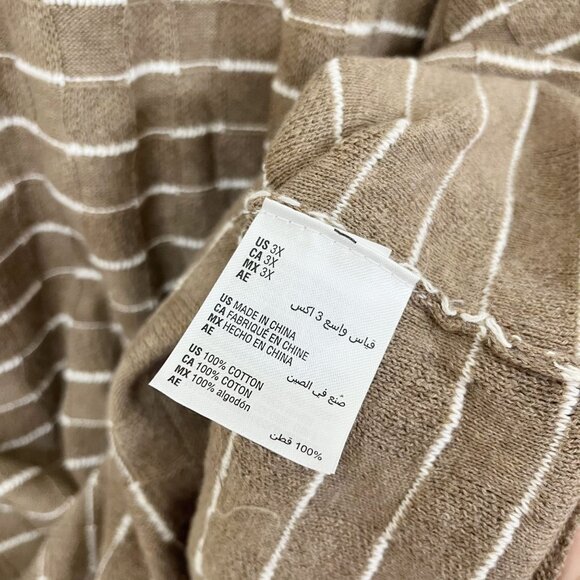 US 3X
CA 3X
MX 3X
AE قياس واسع 3 اكس
US MADE IN CHINA
CA FABRIQUÉ EN CHINE
MX HECHO EN CHINA
AE صُنع في الصين
US 100% COTTON
CA 100% COTON
MX 100% algodón
AE 100% قطن